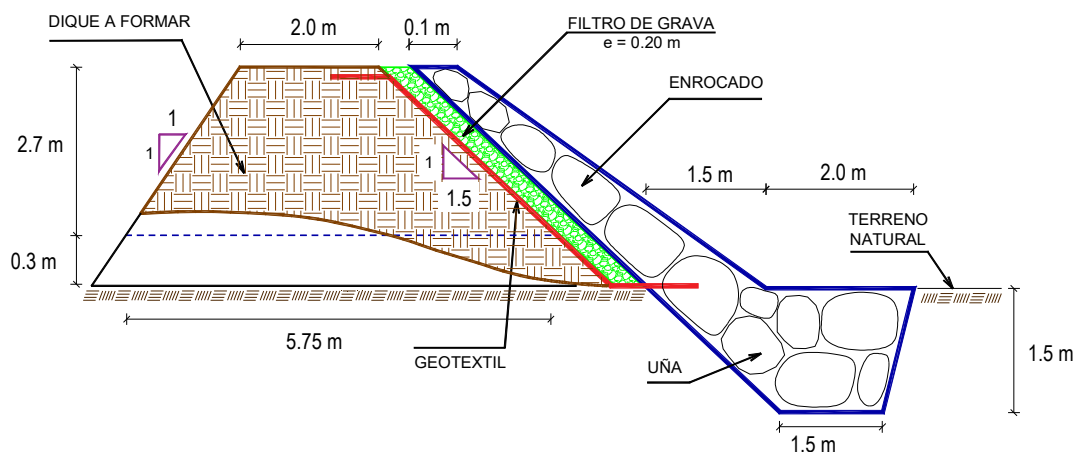 DIQUE A FORMAR
2.0 m
0.1 m
FILTRO DE GRAVA
e = 0.20 m
ENROCADO
1
1
2.7 m
1
1.5
1.5 m
2.0 m
TERRENO
NATURAL
0.3 m
5.75 m
GEOTEXTIL
UÑA
1.5 m
1.5 m